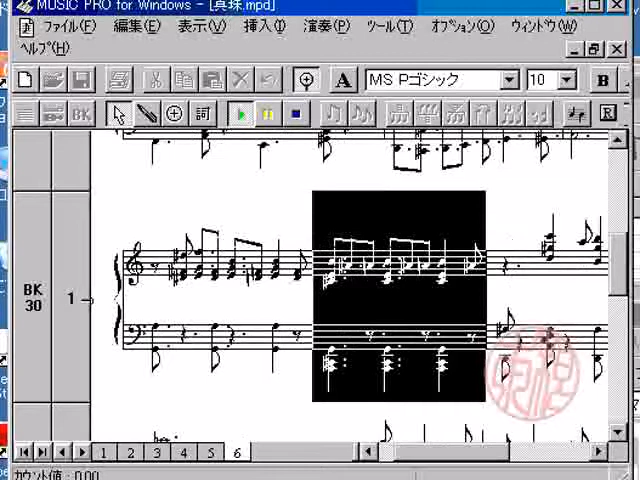 MUSIC PRO for Windows - [真珠.mpd]
ファイル(F) 編集(E) 表示(V) 挿入(I) 演奏(P) ツール(T) オプション(O) ウィンドウ(W)
ヘルプ(H)
A MS Pゴシック 10 B
BK 詞 R
BK
30
1
1 2 3 4 5 6
カウント値 : 0.00